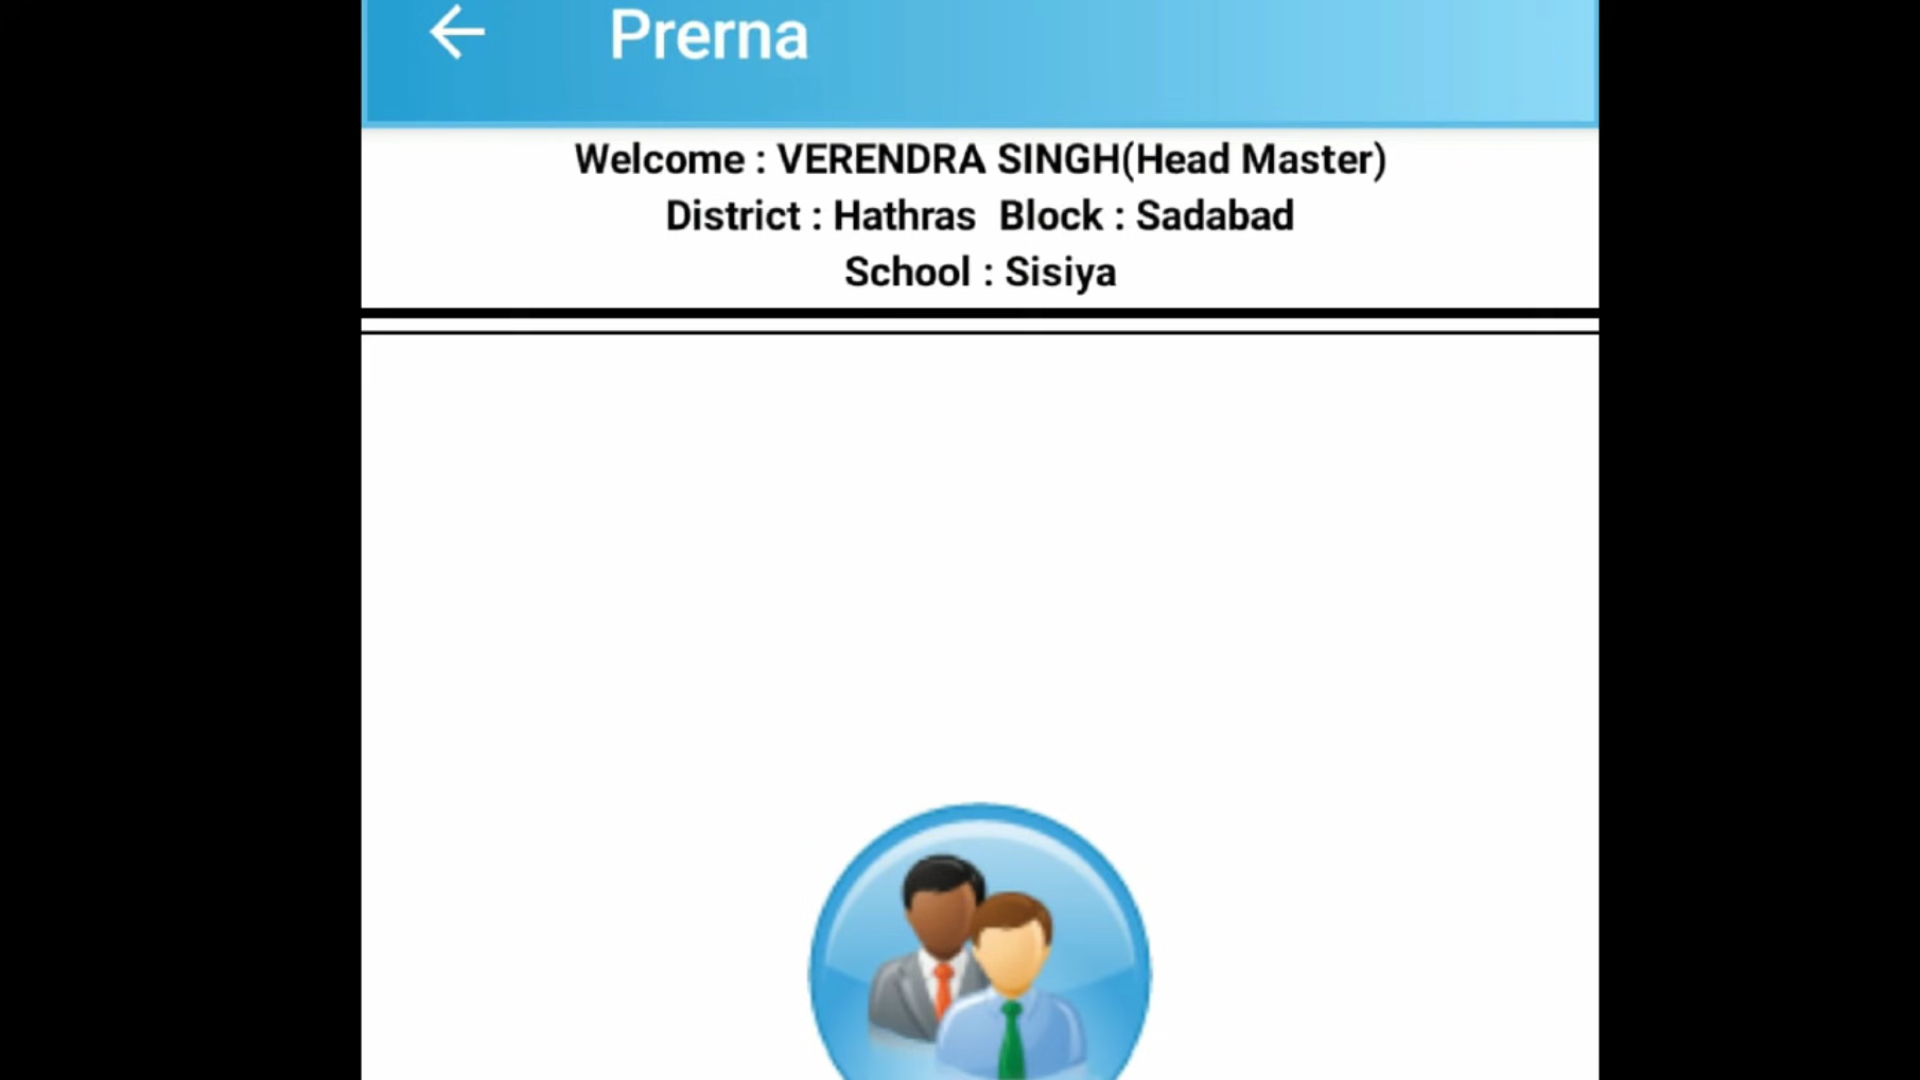 Prerna
Welcome : VERENDRA SINGH(Head Master)
District : Hathras Block : Sadabad
School : Sisiya